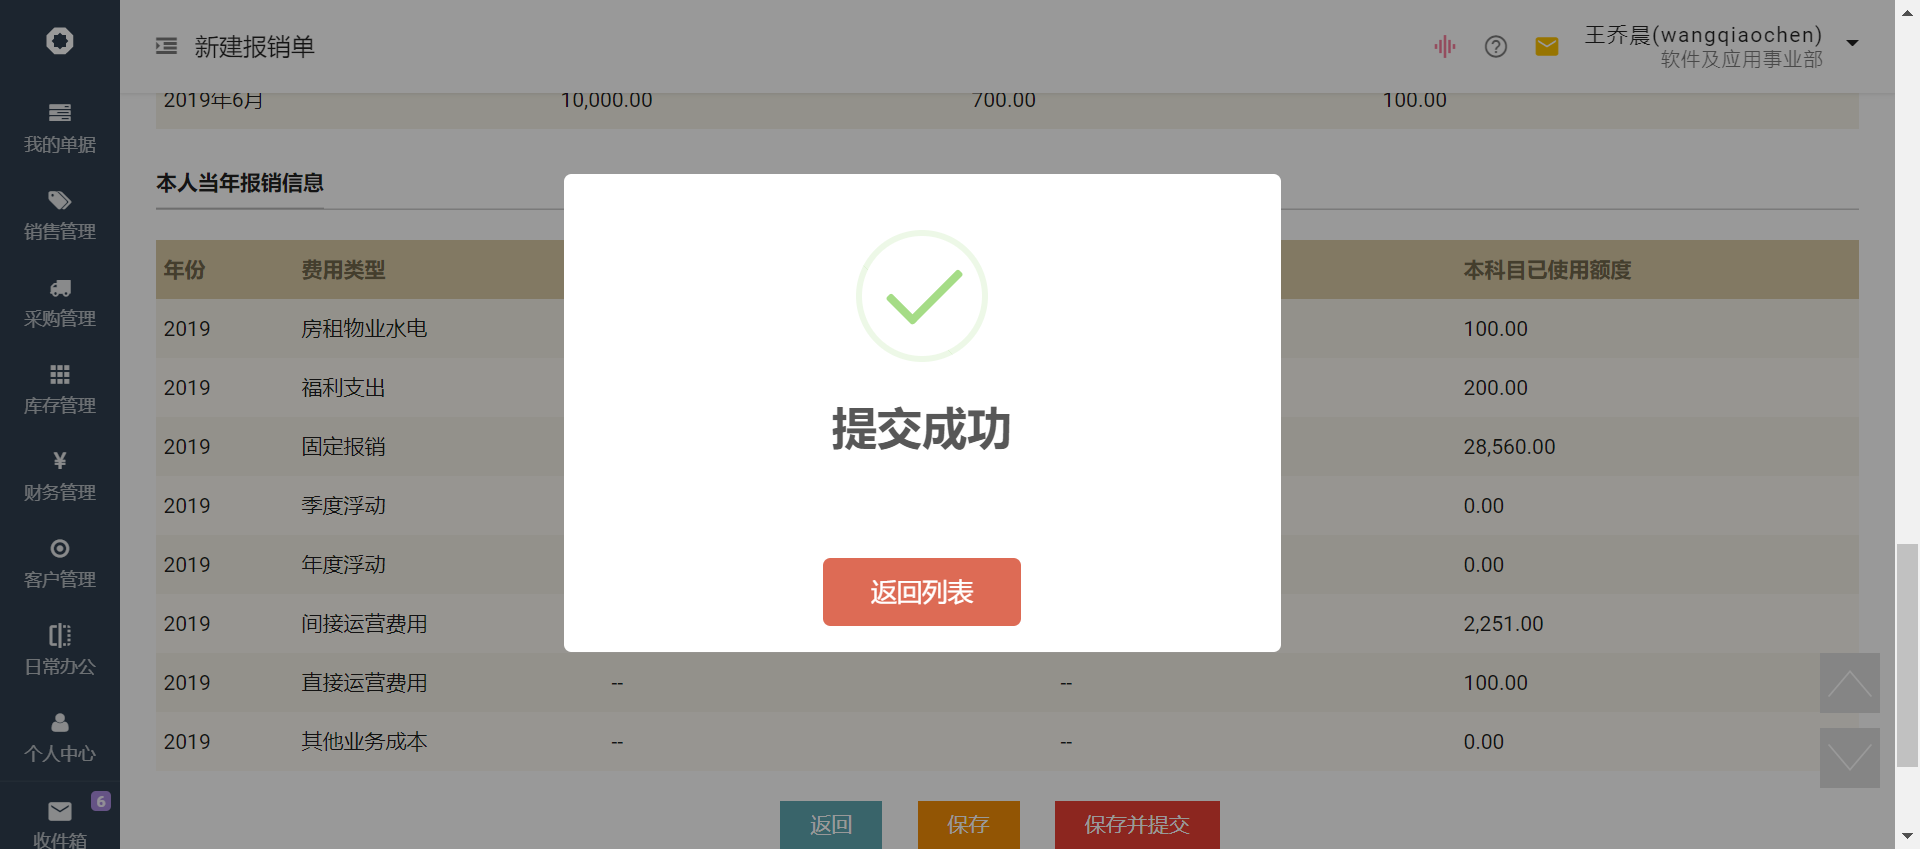 新建报销单
王乔晨(wangqiaochen)
软件及应用事业部
我的单据
销售管理
采购管理
库存管理
¥
财务管理
客户管理
日常办公
个人中心
6
收件箱
2019年6月 10,000.00 700.00 100.00
本人当年报销信息
年份 费用类型 本科目已使用额度
2019 房租物业水电 100.00
2019 福利支出 200.00
2019 固定报销 28,560.00
2019 季度浮动 0.00
2019 年度浮动 0.00
2019 间接运营费用 2,251.00
2019 直接运营费用 -- -- 100.00
2019 其他业务成本 -- -- 0.00
提交成功
返回列表
返回 保存 保存并提交